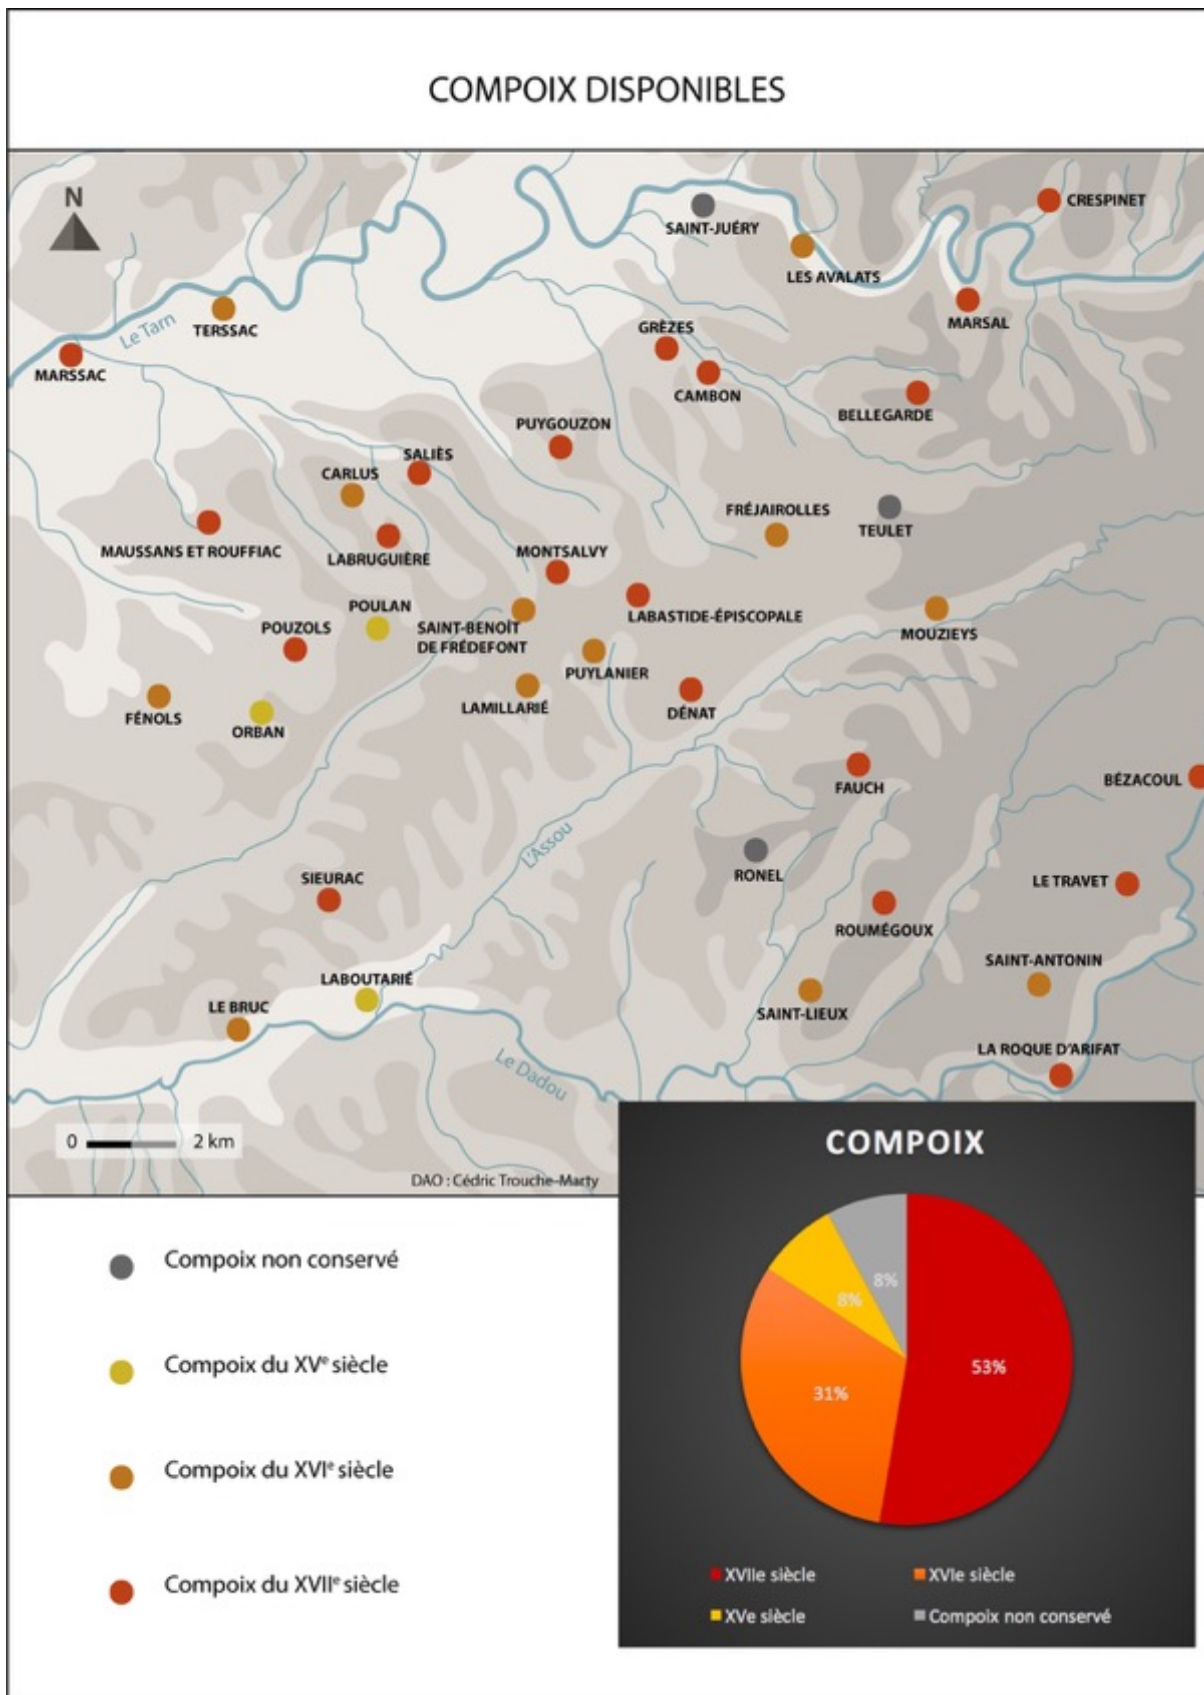 COMPOIX DISPONIBLES
N
CRESPINET
SAINT-JUÉRY
LES AVALATS
TERSSAC
Le Tarn
MARSAL
GRÈZES
MARSSAC
CAMBON
BELLEGARDE
PUYGOUZON
SALIÈS
CARLUS
FRÉJAIROLLES
TEULET
MAUSSANS ET ROUFFIAC
LABRUGUIÈRE
MONTSALVY
POULAN
LABASTIDE-ÉPISCOPALE
POUZOLS
SAINT-BENOÎT
DE FRÉDEFONT
MOUZIEYS
PUYLANIER
FÉNOLS
ORBAN
LAMILLARIÉ
DÉNAT
FAUCH
BÉZACOUL
L'Assou
RONEL
SIEURAC
LE TRAVET
ROUMÉGOUX
SAINT-ANTONIN
LABOUTARIÉ
LE BRUC
SAINT-LIEUX
LA ROQUE D'ARIFAT
Le Dadou
0 2 km
DAO : Cédric Trouche-Marty
COMPOIX
8%
8%
53%
31%
XVIIe siècle
XVIe siècle
XVe siècle
Compoix non conservé
Compoix non conservé
Compoix du XVe siècle
Compoix du XVIe siècle
Compoix du XVIIe siècle